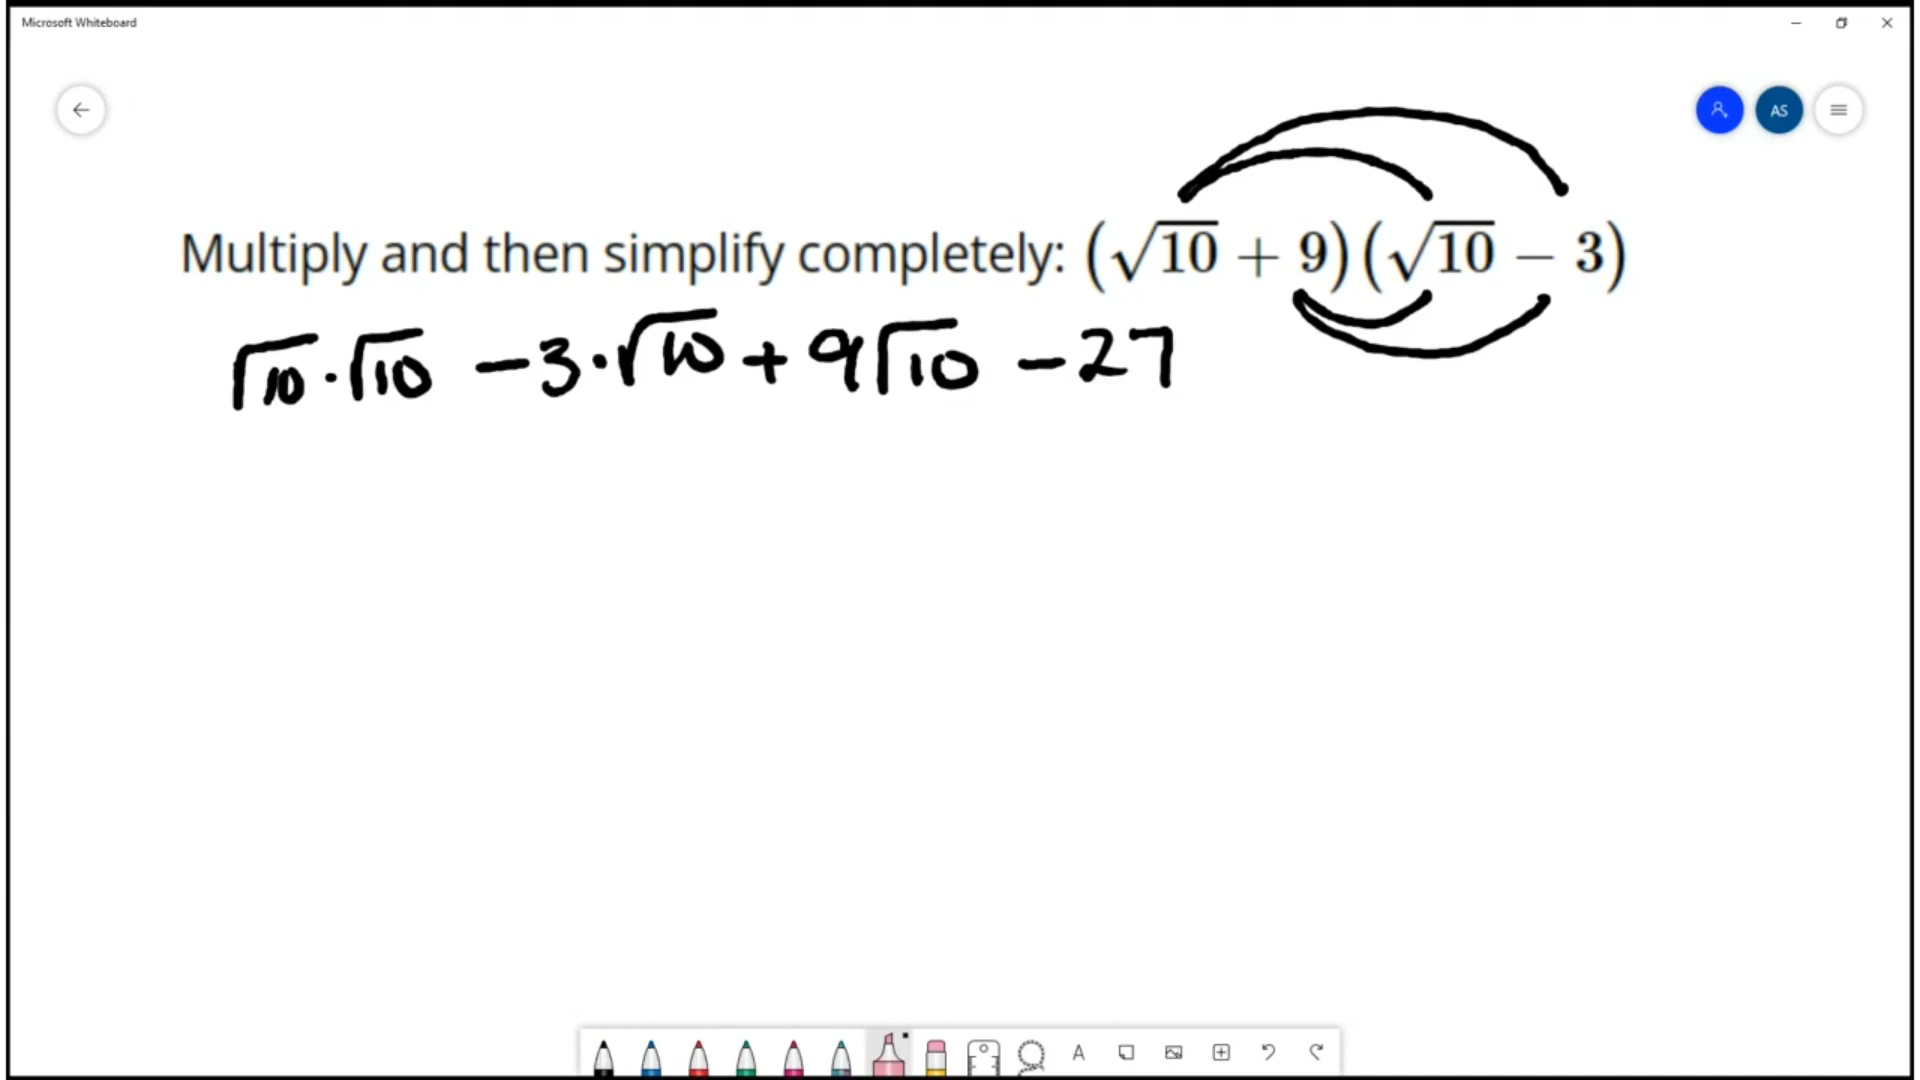 Microsoft Whiteboard
AS
Multiply and then simplify completely: (√10 + 9)(√10 − 3)
√10 · √10 − 3 · √10 + 9√10 − 27
A